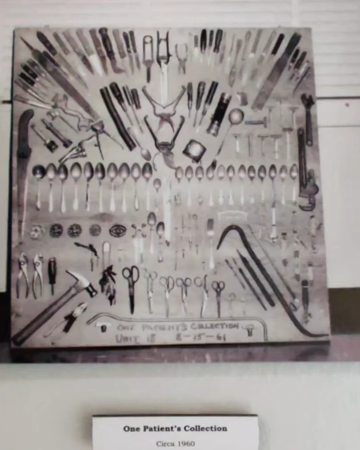 ONE PATIENT'S COLLECTION
UNIT 18 8-15-61
One Patient's Collection
Circa 1960